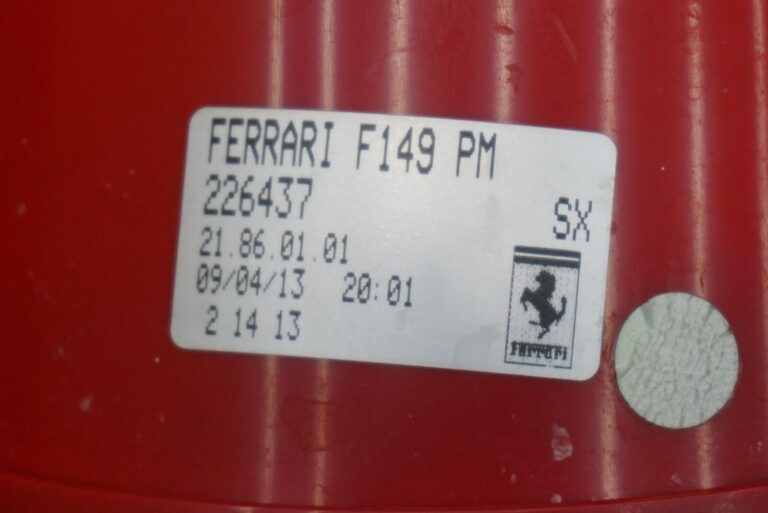 FERRARI F149 PM
226437
SX
21.86.01.01
09/04/13 20:01
2 14 13
Ferrari